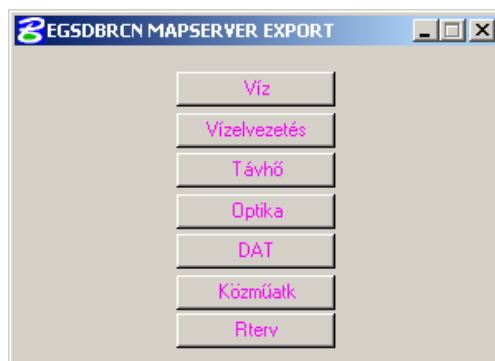 EGSDBRCN MAPSERVER EXPORT
Víz
Vízelvezetés
Távhő
Optika
DAT
Közműatk
Rterv